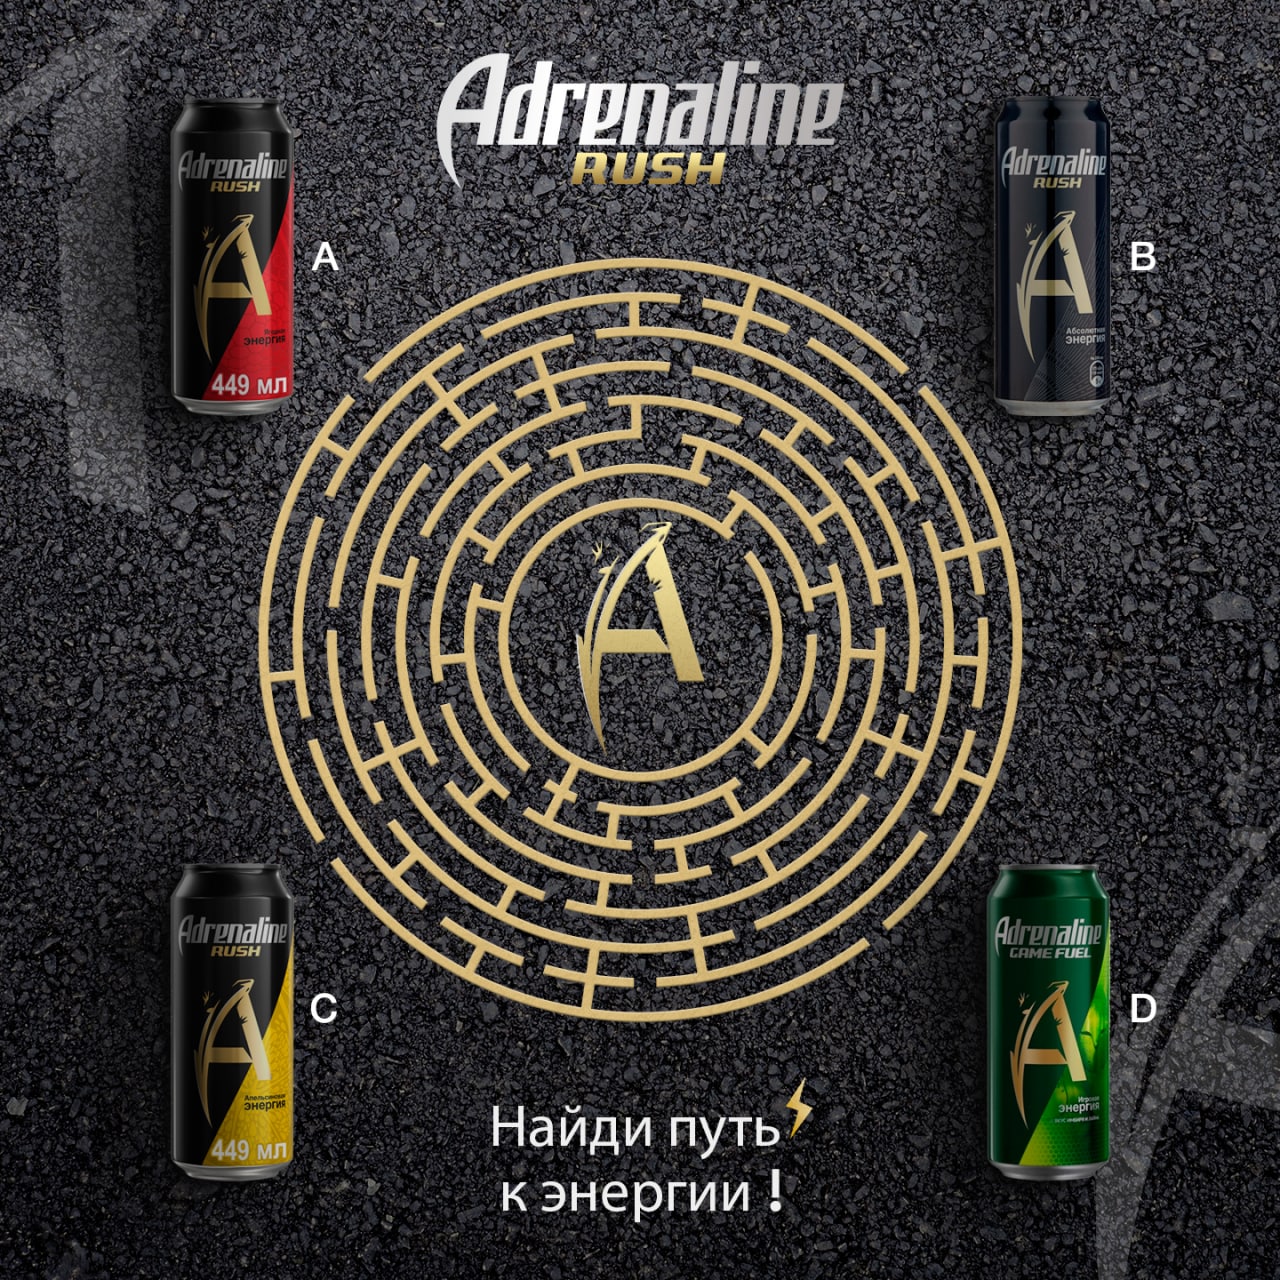 Adrenaline
RUSH
Adrenaline
RUSH
A
Ягодная
энергия
449 мл
Adrenaline
RUSH
B
Абсолютная
энергия
Adrenaline
RUSH
C
Апельсиновая
энергия
449 мл
Adrenaline
GAME FUEL
D
Игровая
энергия
Найди путь
к энергии !